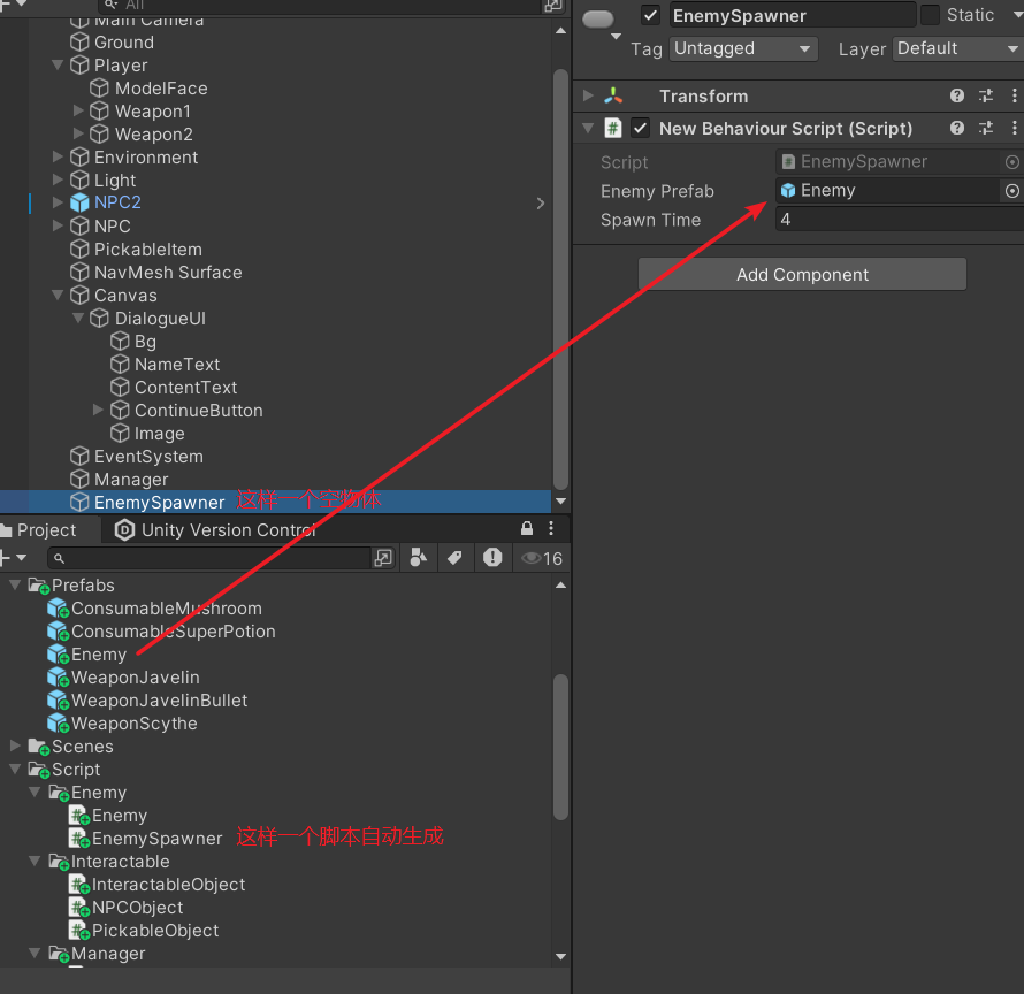 All
Main Camera
Ground
Player
ModelFace
Weapon1
Weapon2
Environment
Light
NPC2
NPC
PickableItem
NavMesh Surface
Canvas
DialogueUI
Bg
NameText
ContentText
ContinueButton
Image
EventSystem
Manager
EnemySpawner 这样一个空物体
Project Unity Version Control
16
Prefabs
ConsumableMushroom
ConsumableSuperPotion
Enemy
WeaponJavelin
WeaponJavelinBullet
WeaponScythe
Scenes
Script
Enemy
Enemy
EnemySpawner 这样一个脚本自动生成
Interactable
InteractableObject
NPCObject
PickableObject
Manager
EnemySpawner Static
Tag Untagged Layer Default
Transform
New Behaviour Script (Script)
Script EnemySpawner
Enemy Prefab Enemy
Spawn Time 4
Add Component